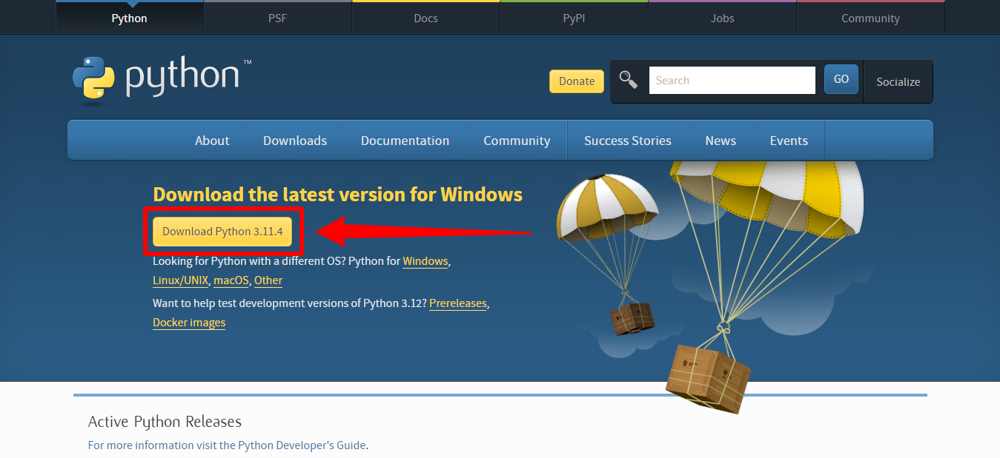 Python PSF Docs PyPI Jobs Community
python™
Donate Search GO Socialize
About Downloads Documentation Community Success Stories News Events
Download the latest version for Windows
Download Python 3.11.4
Looking for Python with a different OS? Python for Windows,
Linux/UNIX, macOS, Other
Want to help test development versions of Python 3.12? Prereleases,
Docker images
Active Python Releases
For more information visit the Python Developer's Guide.